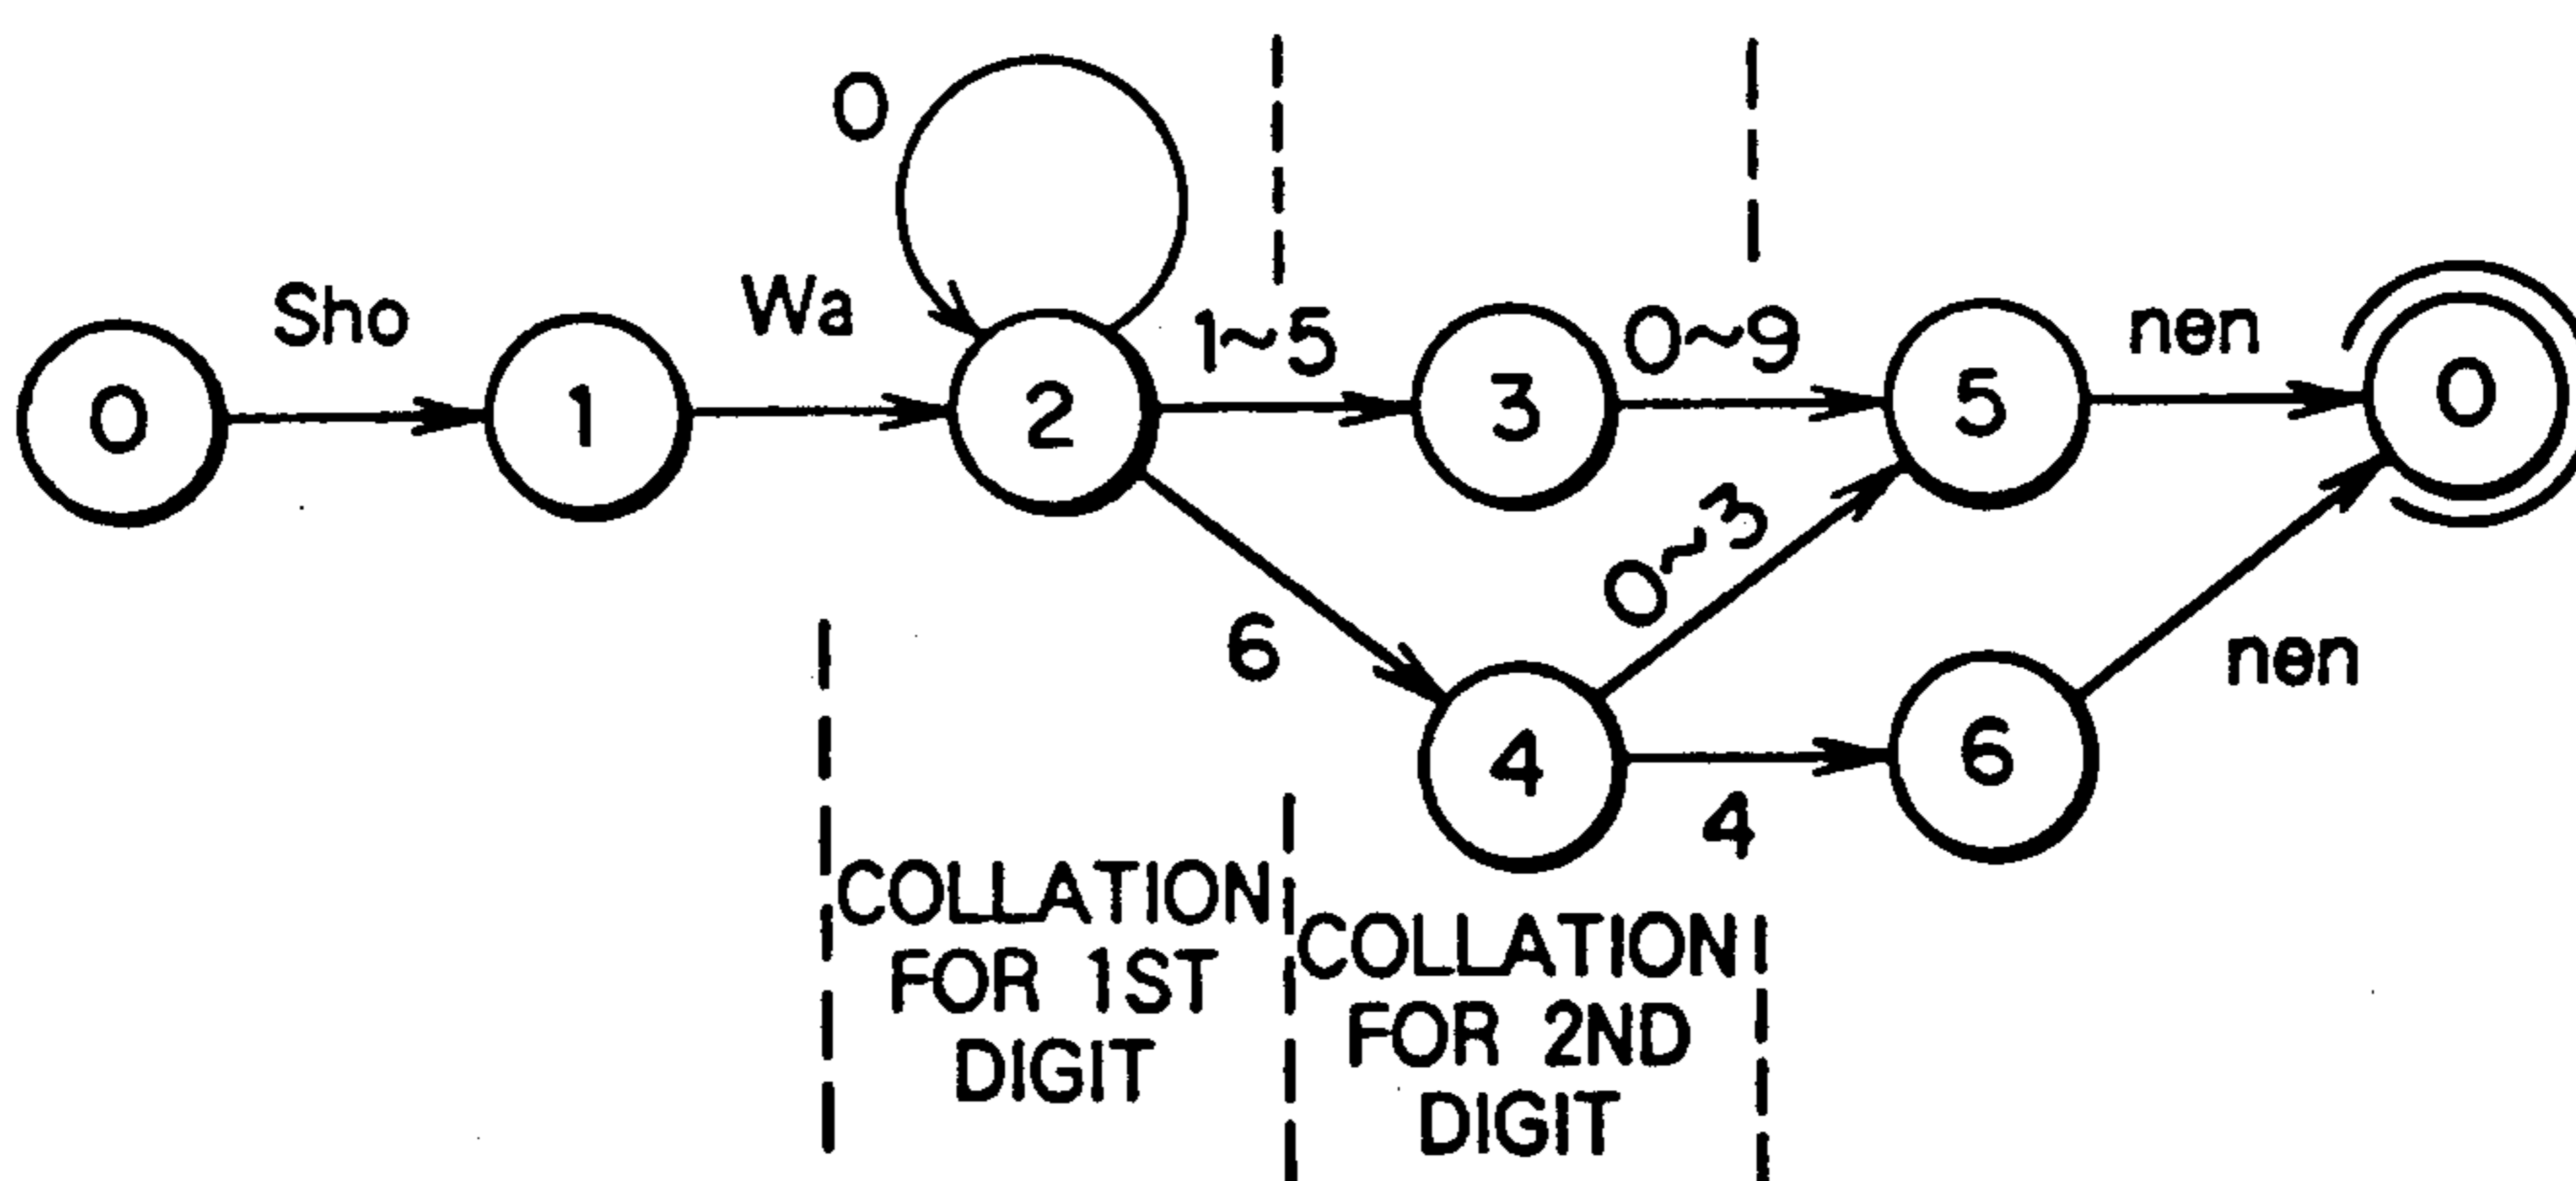 0
Sho
Wa
1~5
0~9
nen
0
1
2
3
5
0
0~3
6
nen
4
6
4
COLLATION
FOR 1ST
DIGIT
COLLATION
FOR 2ND
DIGIT